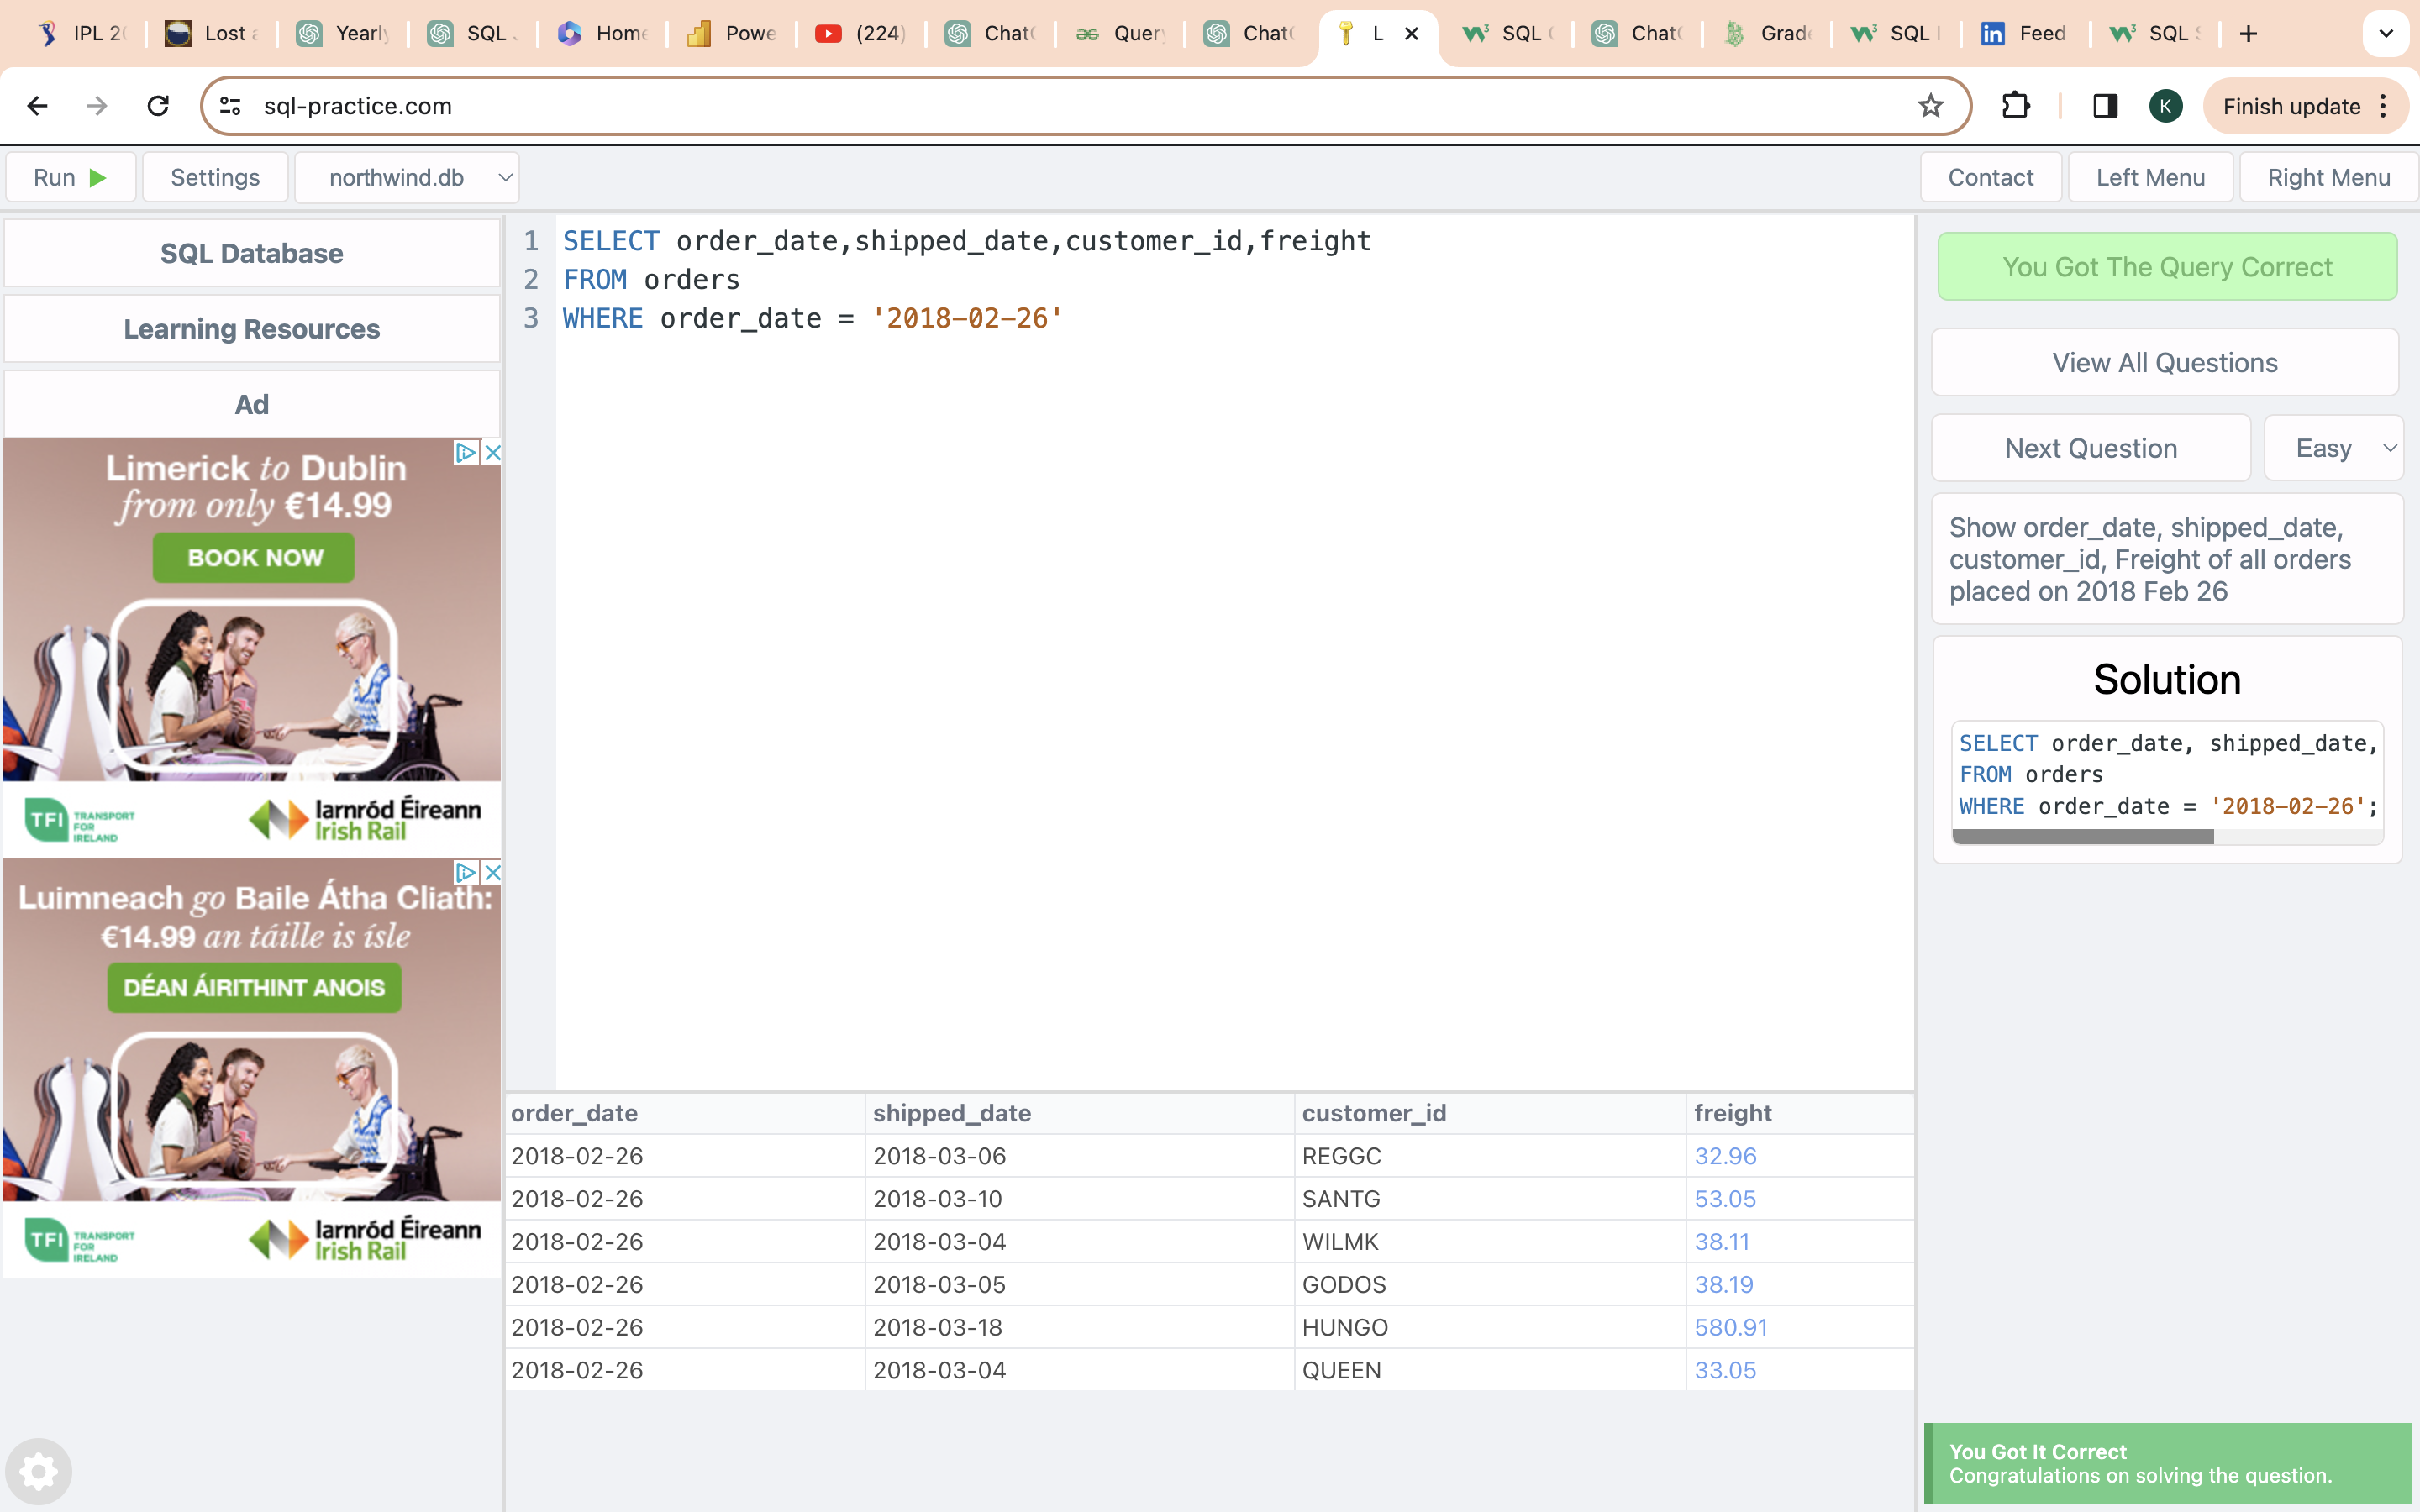 IPL 2
Lost
Yearly
SQL
Home
Powe
(224)
Chat
Query
Chat
L
SQL
Chat
Grade
SQL
Feed
SQL
sql-practice.com
K
Finish update
Run
Settings
northwind.db
Contact
Left Menu
Right Menu
SQL Database
Learning Resources
Ad
Limerick to Dublin
from only €14.99
BOOK NOW
TFI TRANSPORT
FOR
IRELAND
Iarnród Éireann
Irish Rail
Luimneach go Baile Átha Cliath:
€14.99 an táille is ísle
DÉAN ÁIRITHINT ANOIS
TFI TRANSPORT
FOR
IRELAND
Iarnród Éireann
Irish Rail
1 SELECT order_date,shipped_date,customer_id,freight
2 FROM orders
3 WHERE order_date = '2018-02-26'
order_date shipped_date customer_id freight
2018-02-26 2018-03-06 REGGC 32.96
2018-02-26 2018-03-10 SANTG 53.05
2018-02-26 2018-03-04 WILMK 38.11
2018-02-26 2018-03-05 GODOS 38.19
2018-02-26 2018-03-18 HUNGO 580.91
2018-02-26 2018-03-04 QUEEN 33.05
You Got The Query Correct
View All Questions
Next Question
Easy
Show order_date, shipped_date,
customer_id, Freight of all orders
placed on 2018 Feb 26
Solution
SELECT order_date, shipped_date,
FROM orders
WHERE order_date = '2018-02-26';
You Got It Correct
Congratulations on solving the question.